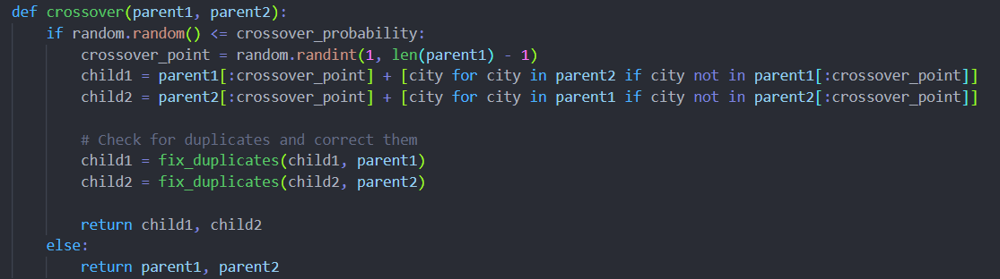 def crossover(parent1, parent2):
    if random.random() <= crossover_probability:
        crossover_point = random.randint(1, len(parent1) - 1)
        child1 = parent1[:crossover_point] + [city for city in parent2 if city not in parent1[:crossover_point]]
        child2 = parent2[:crossover_point] + [city for city in parent1 if city not in parent2[:crossover_point]]

        # Check for duplicates and correct them
        child1 = fix_duplicates(child1, parent1)
        child2 = fix_duplicates(child2, parent2)

        return child1, child2
    else:
        return parent1, parent2